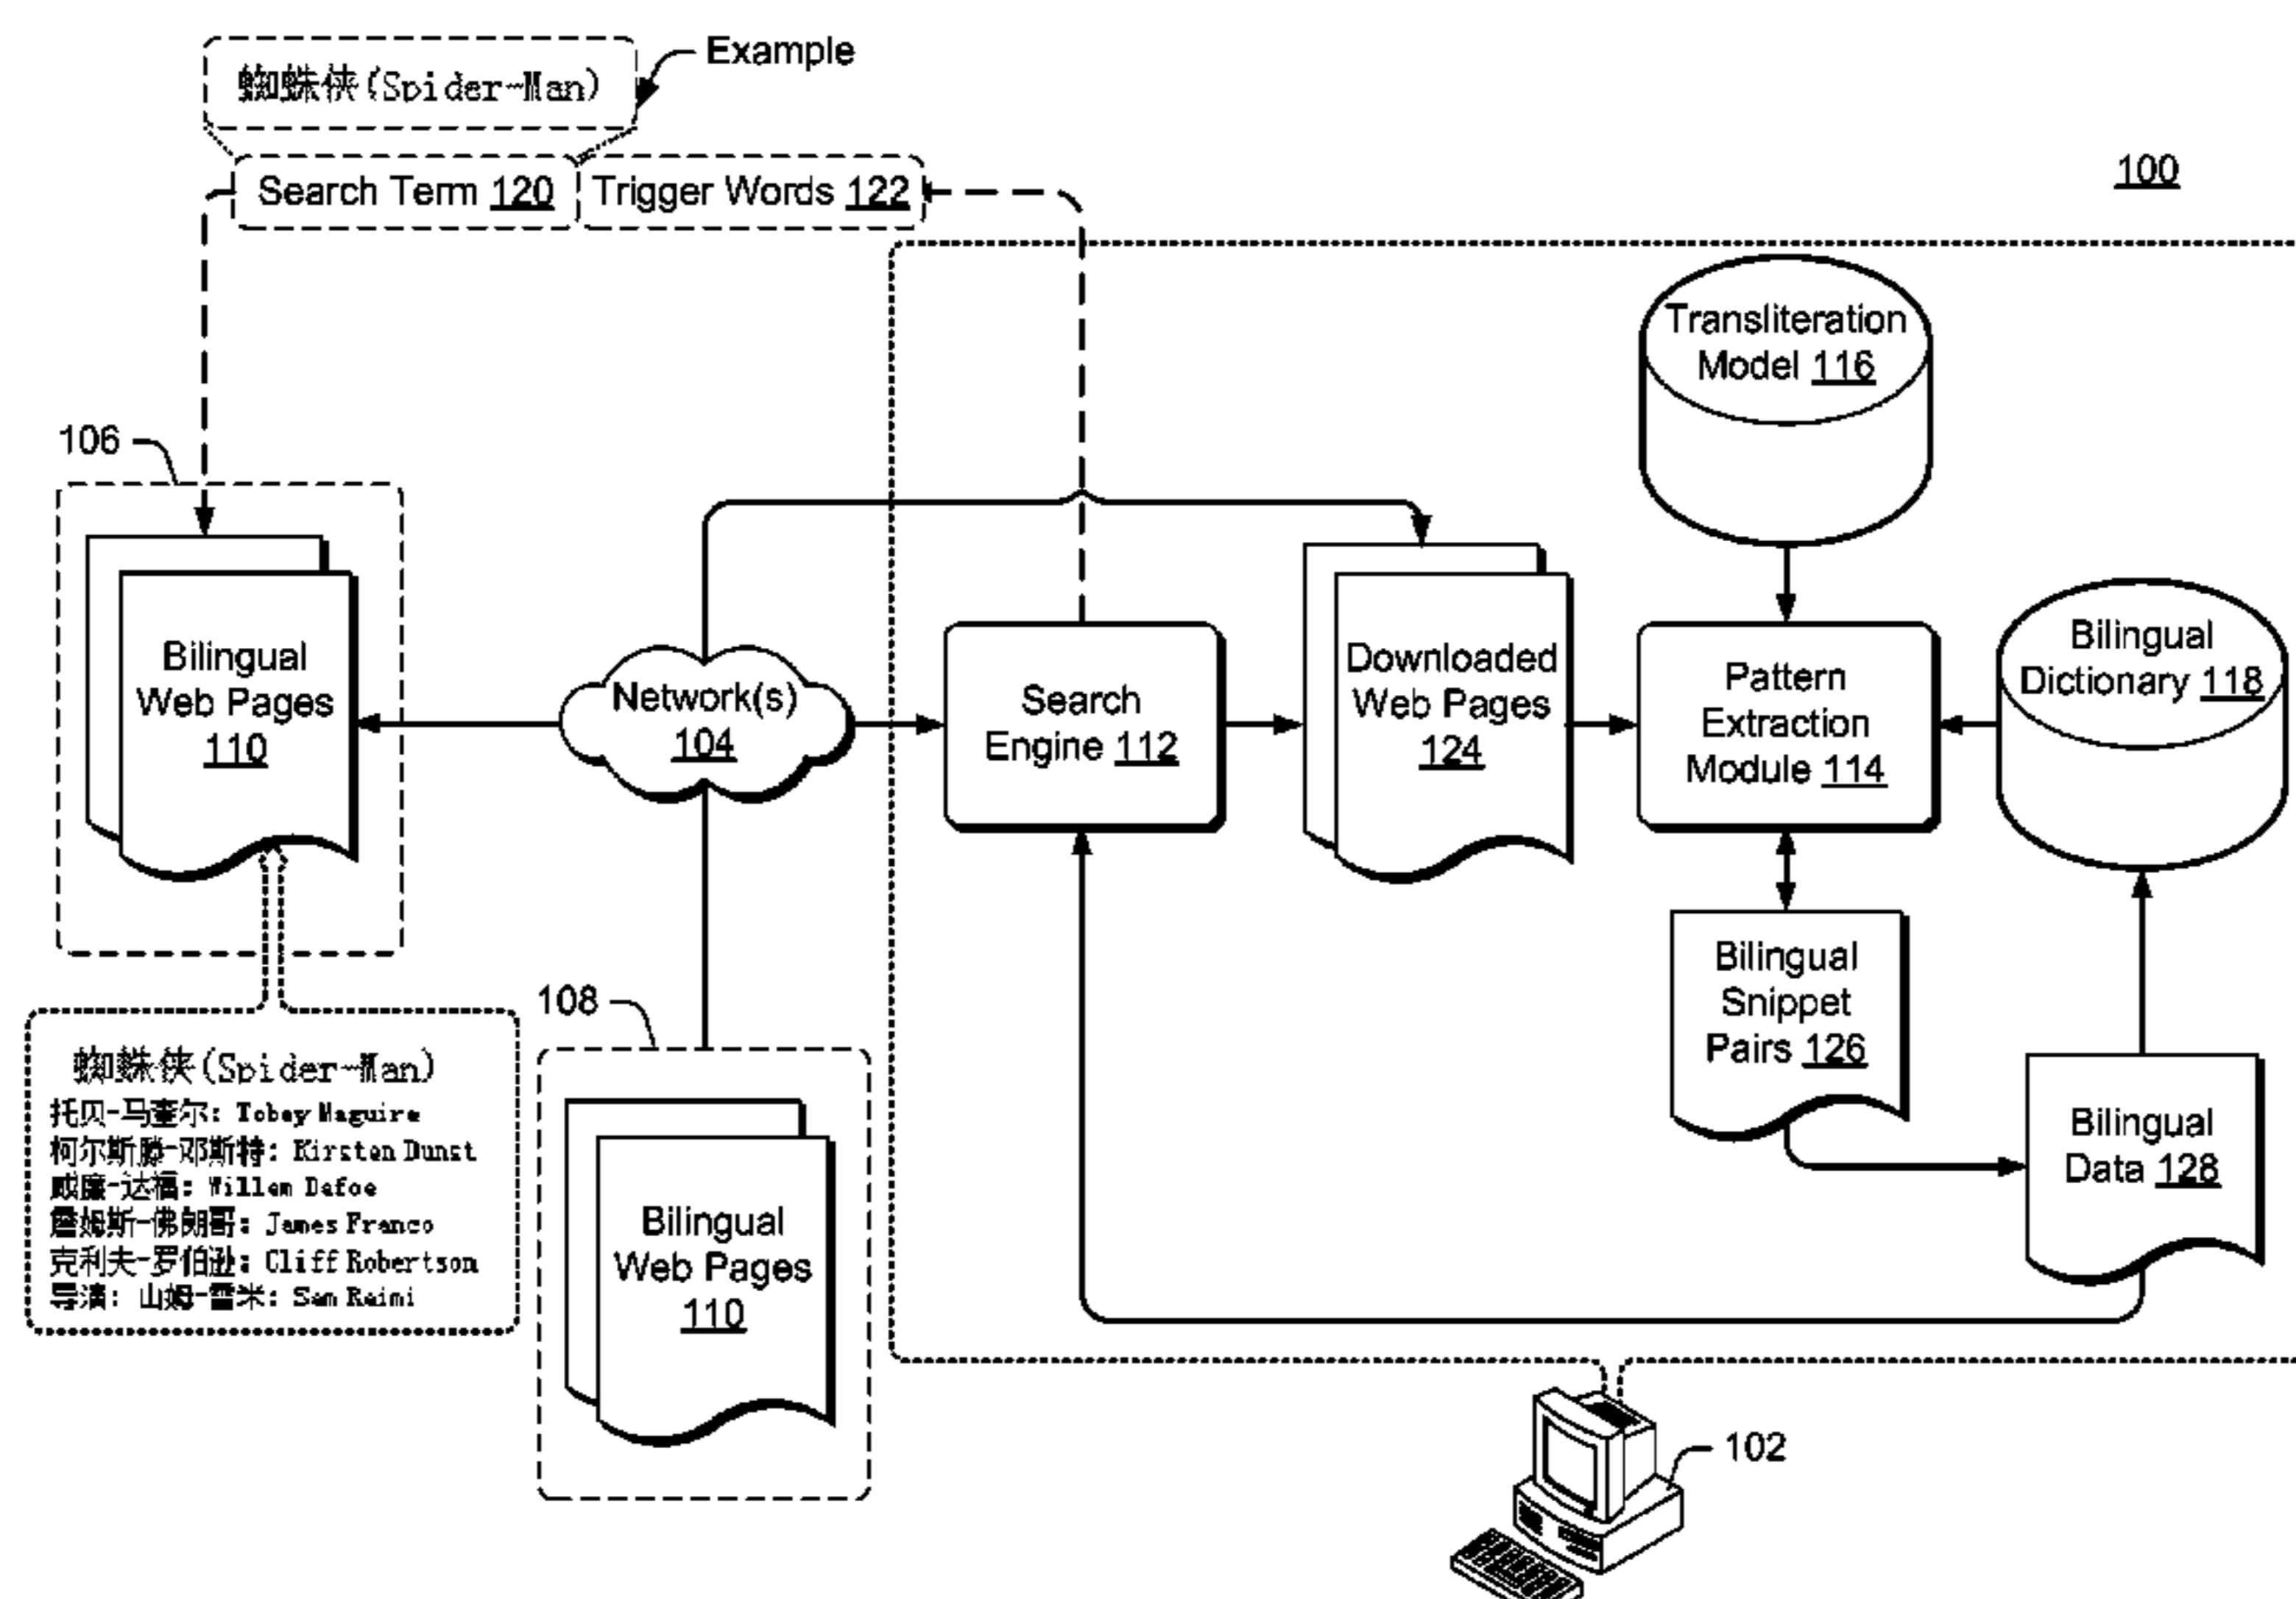 Example
蜘蛛侠(Spider-Man)
Search Term 120
Trigger Words 122
100
Transliteration
Model 116
106
Bilingual
Web Pages
110
Network(s)
104
Search
Engine 112
Downloaded
Web Pages
124
Pattern
Extraction
Module 114
Bilingual
Dictionary 118
Bilingual
Snippet
Pairs 126
Bilingual
Data 128
蜘蛛侠(Spider-Man)
托贝-马奎尔: Tobey Maguire
柯尔斯滕-邓斯特: Kirsten Dunst
威廉-达福: Willem Dafoe
詹姆斯-佛朗哥: James Franco
克利夫-罗伯逊: Cliff Robertson
导演: 山姆-雷米: Sam Raimi
108
Bilingual
Web Pages
110
102